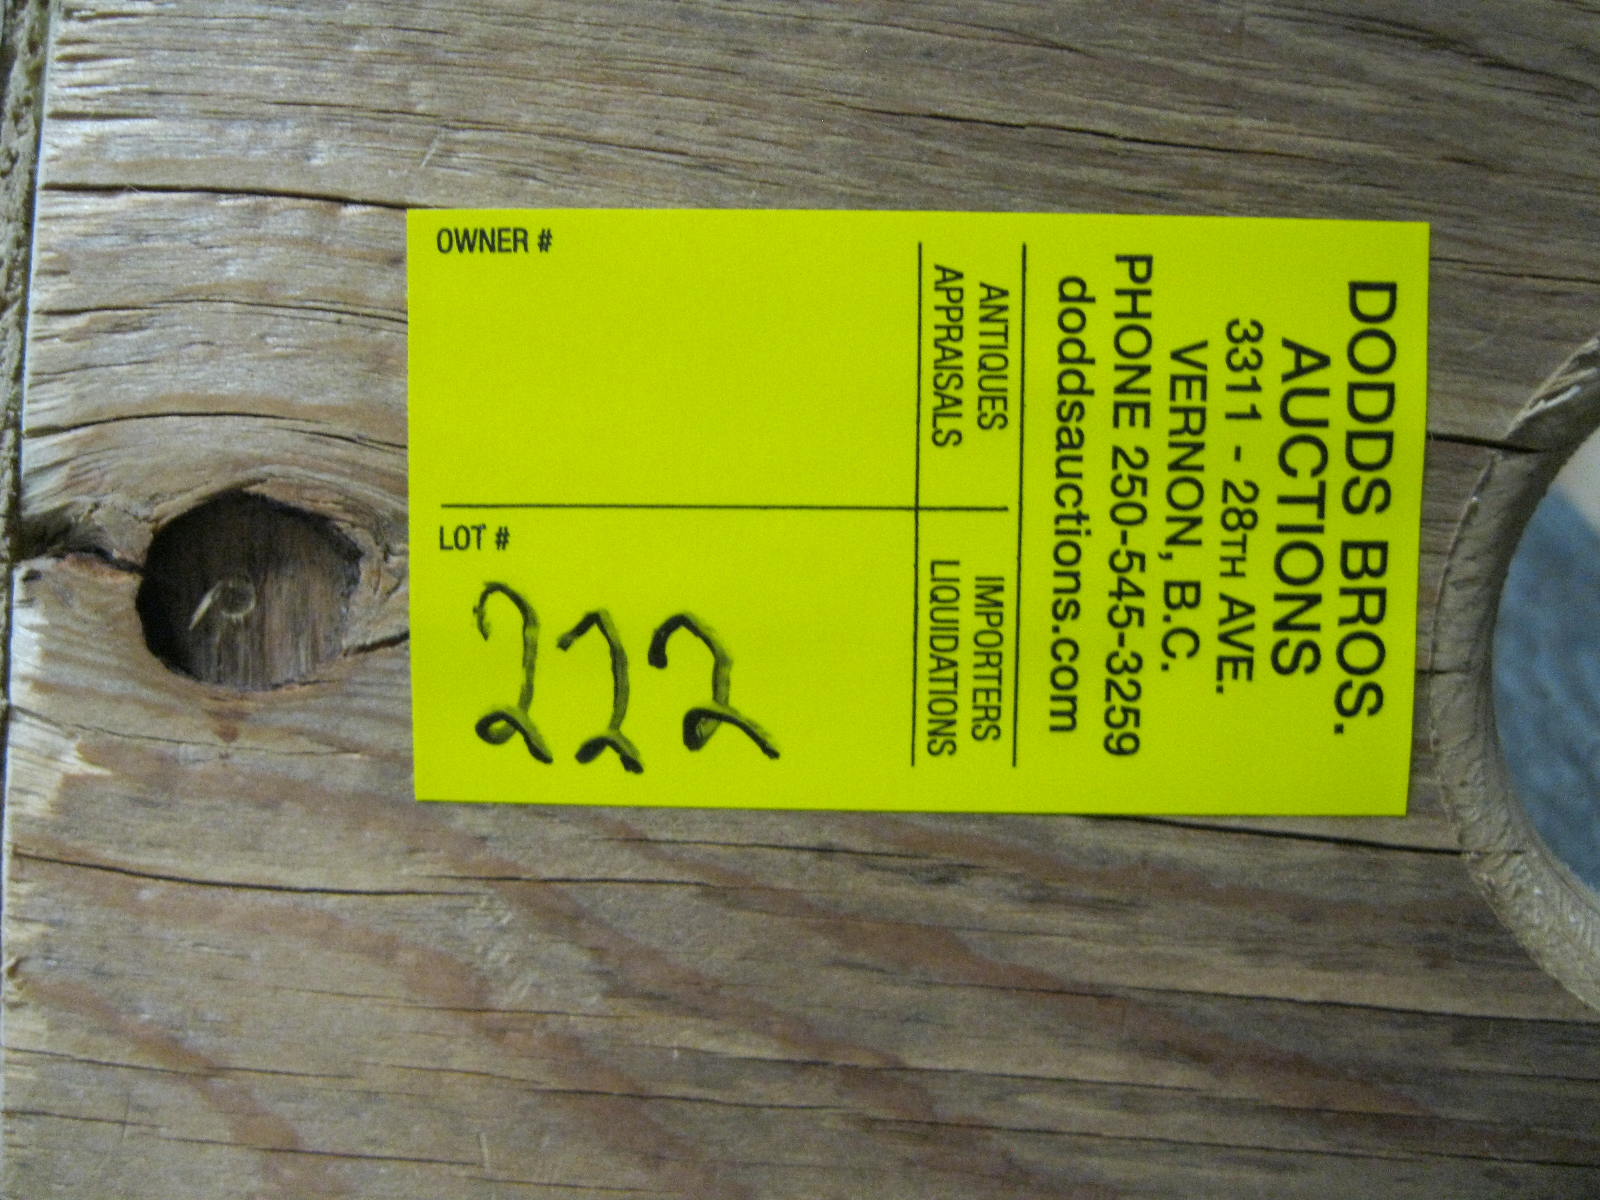 DODDS BROS.
AUCTIONS
3311 - 28TH AVE.
VERNON, B.C.
PHONE 250-545-3259
doddsauctions.com
ANTIQUES
APPRAISALS
IMPORTERS
LIQUIDATIONS
OWNER #
LOT #
222